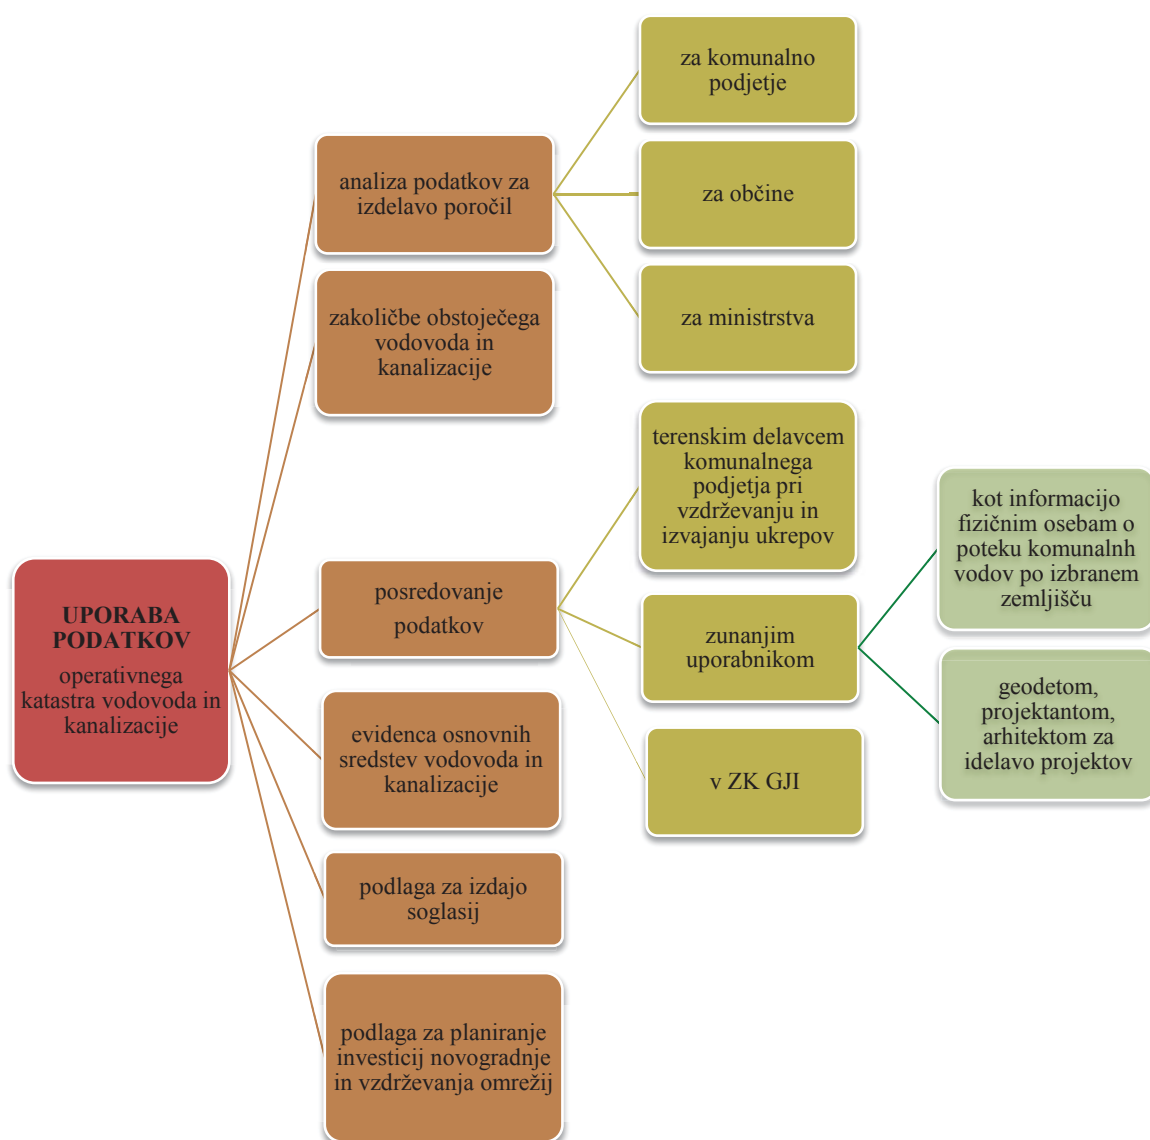 UPORABA
PODATKOV
operativnega
katastra vodovoda in
kanalizacije
analiza podatkov za
izdelavo poročil
za komunalno
podjetje
za občine
za ministrstva
zakoličbe obstoječega
vodovoda in
kanalizacije
posredovanje
podatkov
terenskim delavcem
komunalnega
podjetja pri
vzdrževanju in
izvajanju ukrepov
zunanjim
uporabnikom
kot informacijo
fizičnim osebam o
poteku komunalnh
vodov po izbranem
zemljišču
geodetom,
projektantom,
arhitektom za
idelavo projektov
v ZK GJI
evidenca osnovnih
sredstev vodovoda in
kanalizacije
podlaga za izdajo
soglasij
podlaga za planiranje
investicij novogradnje
in vzdrževanja omrežij